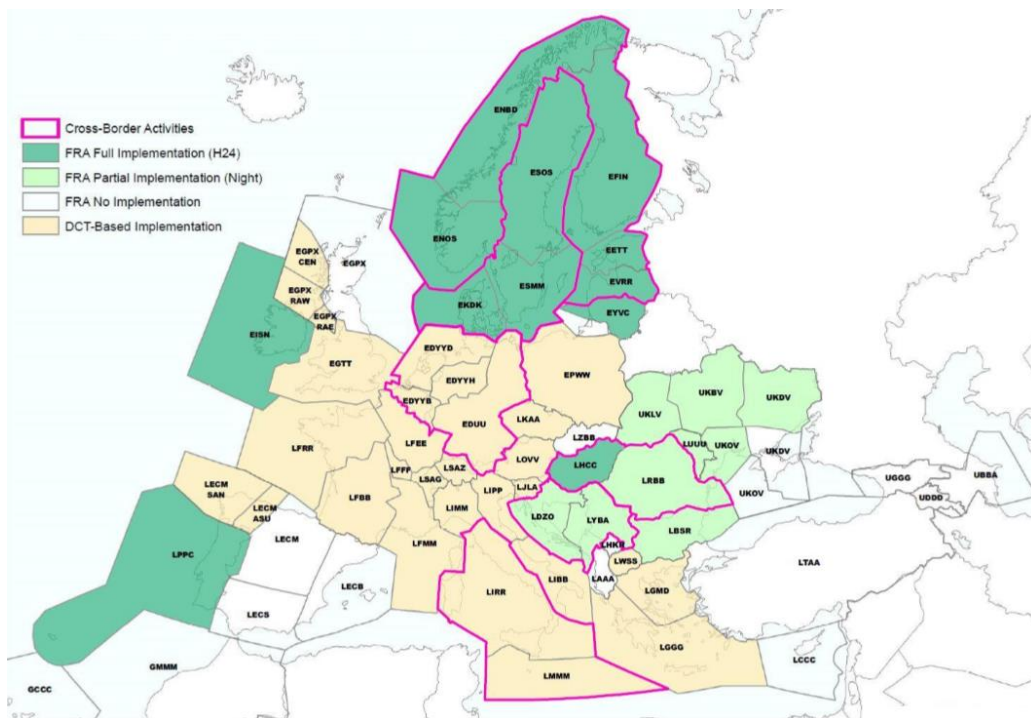 Cross-Border Activities
FRA Full Implementation (H24)
FRA Partial Implementation (Night)
FRA No Implementation
DCT-Based Implementation
ENBD
ESOS
EFIN
ENOS
EETT
EGPX
CEN
EGPX
ESMM
EVRR
EGPX
RAW
EKDK
EYVC
EGPX
RAE
EISN
EDYYD
EGTT
EPWW
EDYYH
UKBV
UKDV
EDYYB
UKLV
EDUU
LKAA
LZBB
LUUU
UKOV
UKDV
LFRR
LFEE
LOVV
LHCC
LFFF
LSAZ
LSAG
UGGG
UBBA
LECM
SAN
LJLA
LRBB
UKOV
LFBB
LIPP
UDDD
LECM
ASU
LIMM
LDZO
LYBA
LBSR
LECM
LFMM
LWSS
LPPC
LAAA
LTAA
LIBB
LECB
LIRR
LGMD
LECS
LGGG
LCCC
GMMM
LMMM
GCCC